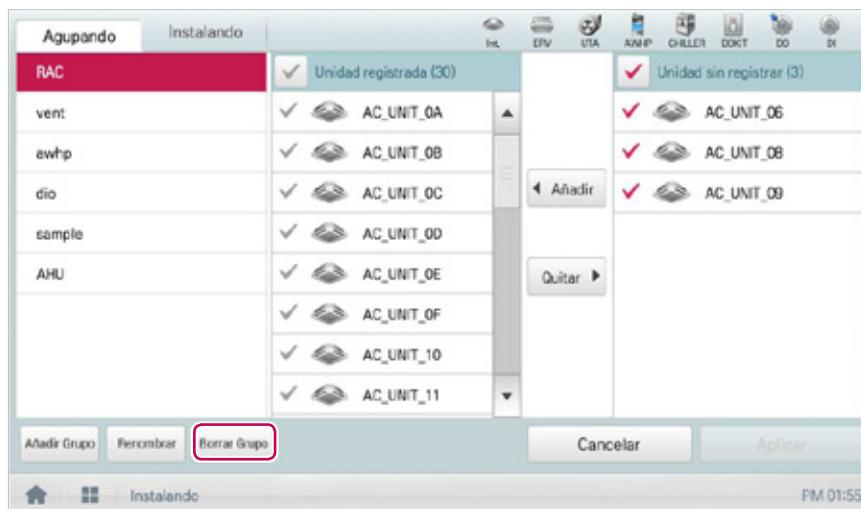 Agupando Instalando Int, ERV UTA AWHP CHILLER DDKIT DO DI
RAC Unidad registrada (30) Unidad sin registrar (3)
vent AC_UNIT_0A AC_UNIT_06
awhp AC_UNIT_0B AC_UNIT_08
dio AC_UNIT_0C Añadir AC_UNIT_09
sample AC_UNIT_0D
AHU AC_UNIT_0E Quitar
AC_UNIT_0F
AC_UNIT_10
AC_UNIT_11
Añadir Grupo Renombrar Borrar Grupo Cancelar Aplicar
Instalando PM 01:55